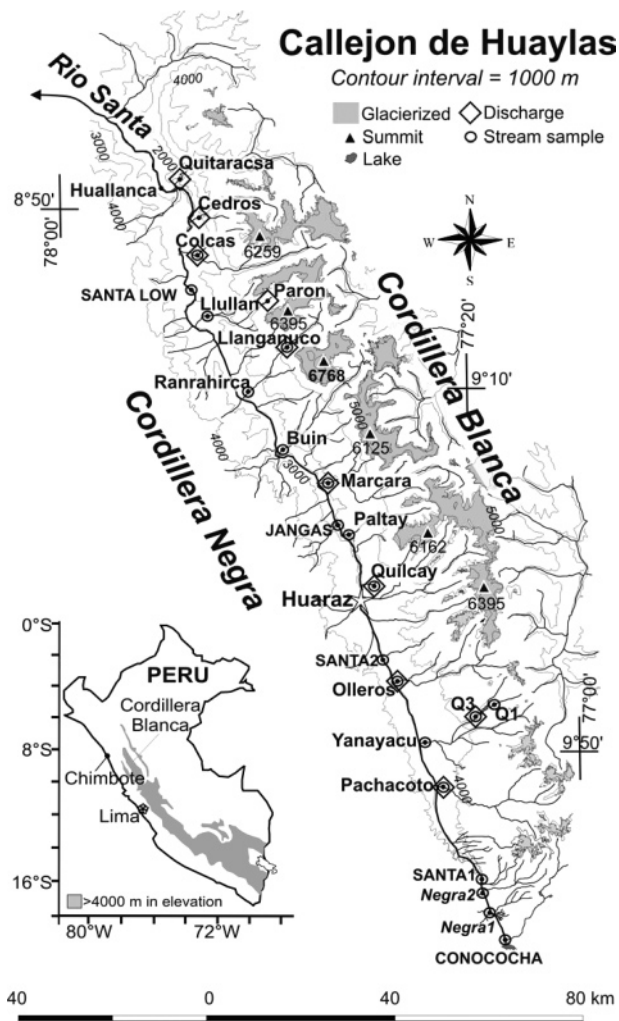 Callejon de Huaylas
Contour interval = 1000 m
Glacierized
Discharge
Summit
Stream sample
Lake
Rio Santa
4000
3000
2000
Quitaracsa
Huallanca
8°50'
78°00'
4000
Cedros
Colcas
6259
N
W E
S
SANTA LOW
Llullan
Paron
6395
Llanganuco
Cordillera Blanca
77°20'
9°10'
6768
Ranrahirca
5000
Cordillera Negra
4000
Buin
3000
6125
Marcara
5000
JANGAS
Paltay
6162
Quilcay
Huaraz
6395
SANTA2
Olleros
Q3
Q1
77°00'
Yanayacu
9°50'
Pachacoto
4000
SANTA1
Negra2
Negra1
CONOCOCHA
0°S
PERU
Cordillera
Blanca
8°S
Chimbote
Lima
16°S
>4000 m in elevation
80°W
72°W
40
0
40
80 km